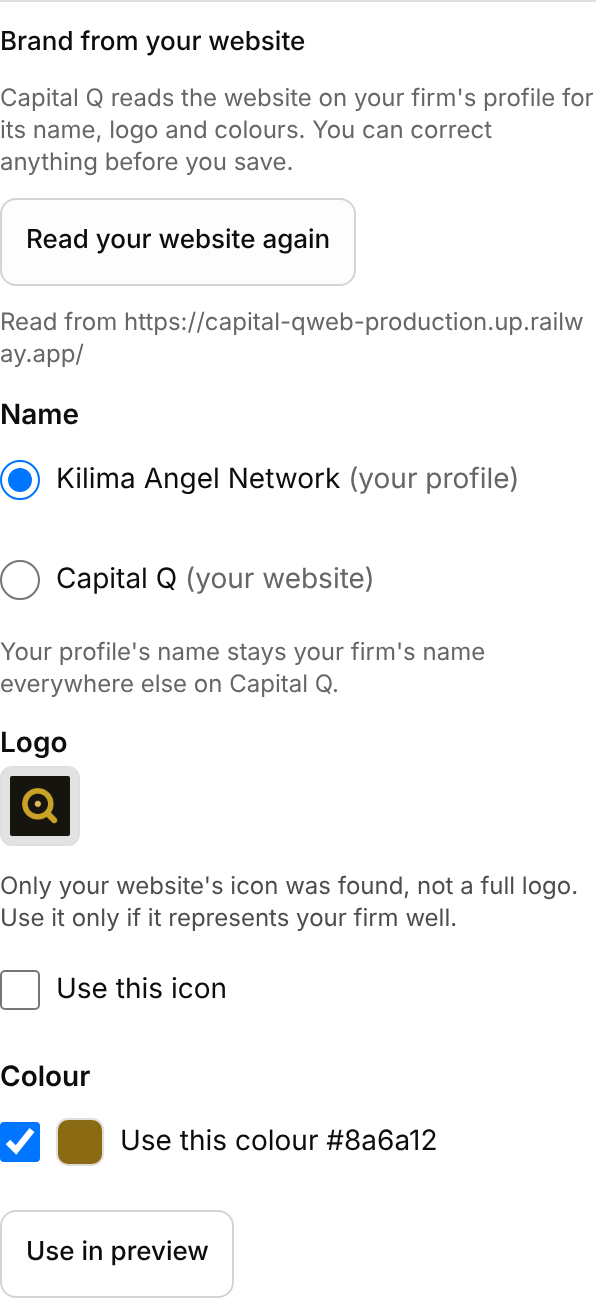 Brand from your website
Capital Q reads the website on your firm's profile for
its name, logo and colours. You can correct
anything before you save.
Read your website again
Read from https://capital-qweb-production.up.railw
ay.app/
Name
Kilima Angel Network (your profile)
Capital Q (your website)
Your profile's name stays your firm's name
everywhere else on Capital Q.
Logo
Only your website's icon was found, not a full logo.
Use it only if it represents your firm well.
Use this icon
Colour
Use this colour #8a6a12
Use in preview